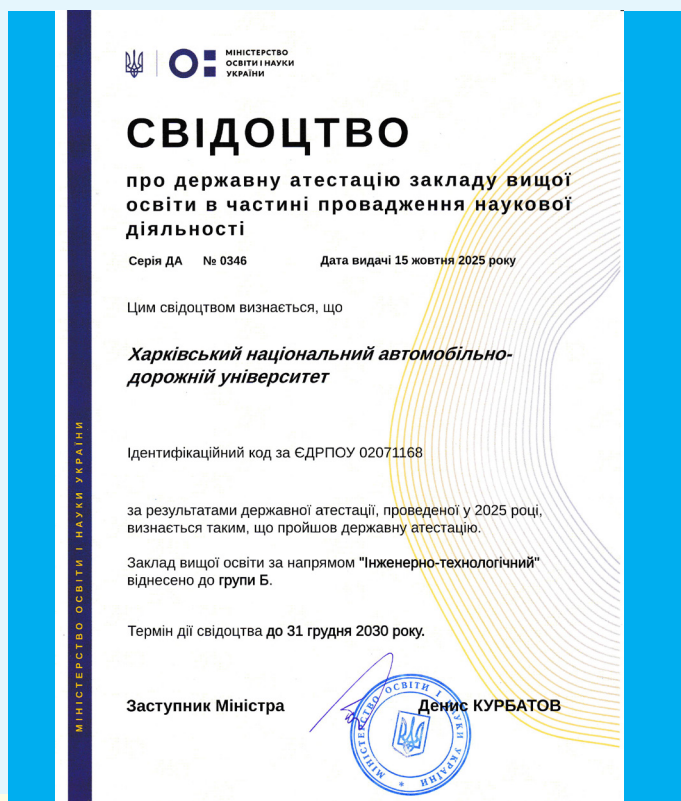 МІНІСТЕРСТВО
ОСВІТИ І НАУКИ
УКРАЇНИ
СВІДОЦТВО
про державну атестацію закладу вищої
освіти в частині провадження наукової
діяльності
Серія ДА № 0346 Дата видачі 15 жовтня 2025 року
Цим свідоцтвом визнається, що
Харківський національний автомобільно-
дорожній університет
Ідентифікаційний код за ЄДРПОУ 02071168
за результатами державної атестації, проведеної у 2025 році,
визнається таким, що пройшов державну атестацію.
Заклад вищої освіти за напрямом "Інженерно-технологічний"
віднесено до групи Б.
Термін дії свідоцтва до 31 грудня 2030 року.
Заступник Міністра Денис КУРБАТОВ
МІНІСТЕРСТВО ОСВІТИ І НАУКИ УКРАЇНИ
МІНІСТЕРСТВО ОСВІТИ І НАУКИ УКРАЇНИ